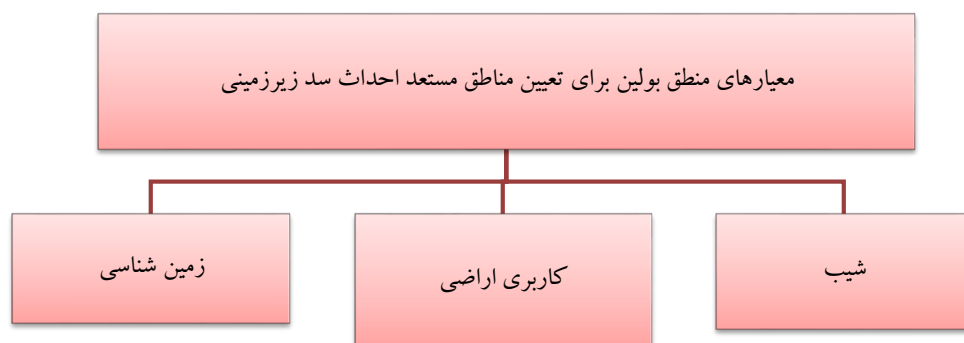 معیارهای منطق بولین برای تعیین مناطق مستعد احداث سد زیرزمینی
شیب
کاربری اراضی
زمین شناسی